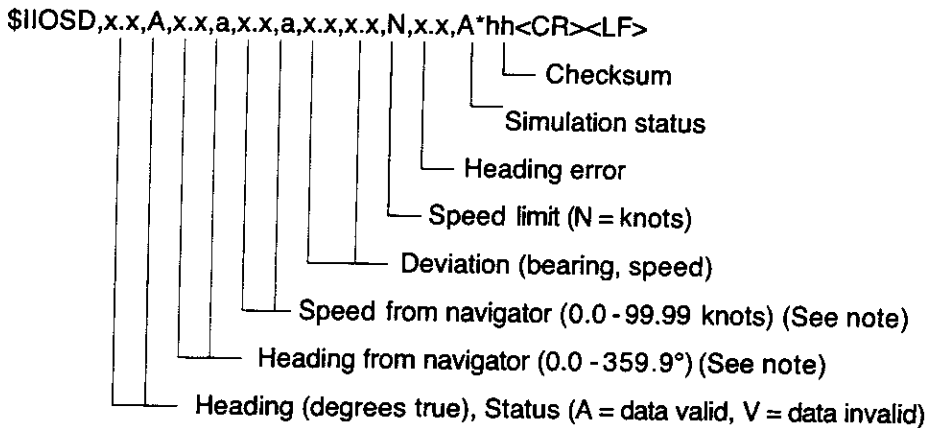 $IIOSD,x.x,A,x.x,a,x.x,a,x.x,x.x,N,x.x,A*hh<CR><LF>
Checksum
Simulation status
Heading error
Speed limit (N = knots)
Deviation (bearing, speed)
Speed from navigator (0.0 - 99.99 knots) (See note)
Heading from navigator (0.0 - 359.9°) (See note)
Heading (degrees true), Status (A = data valid, V = data invalid)